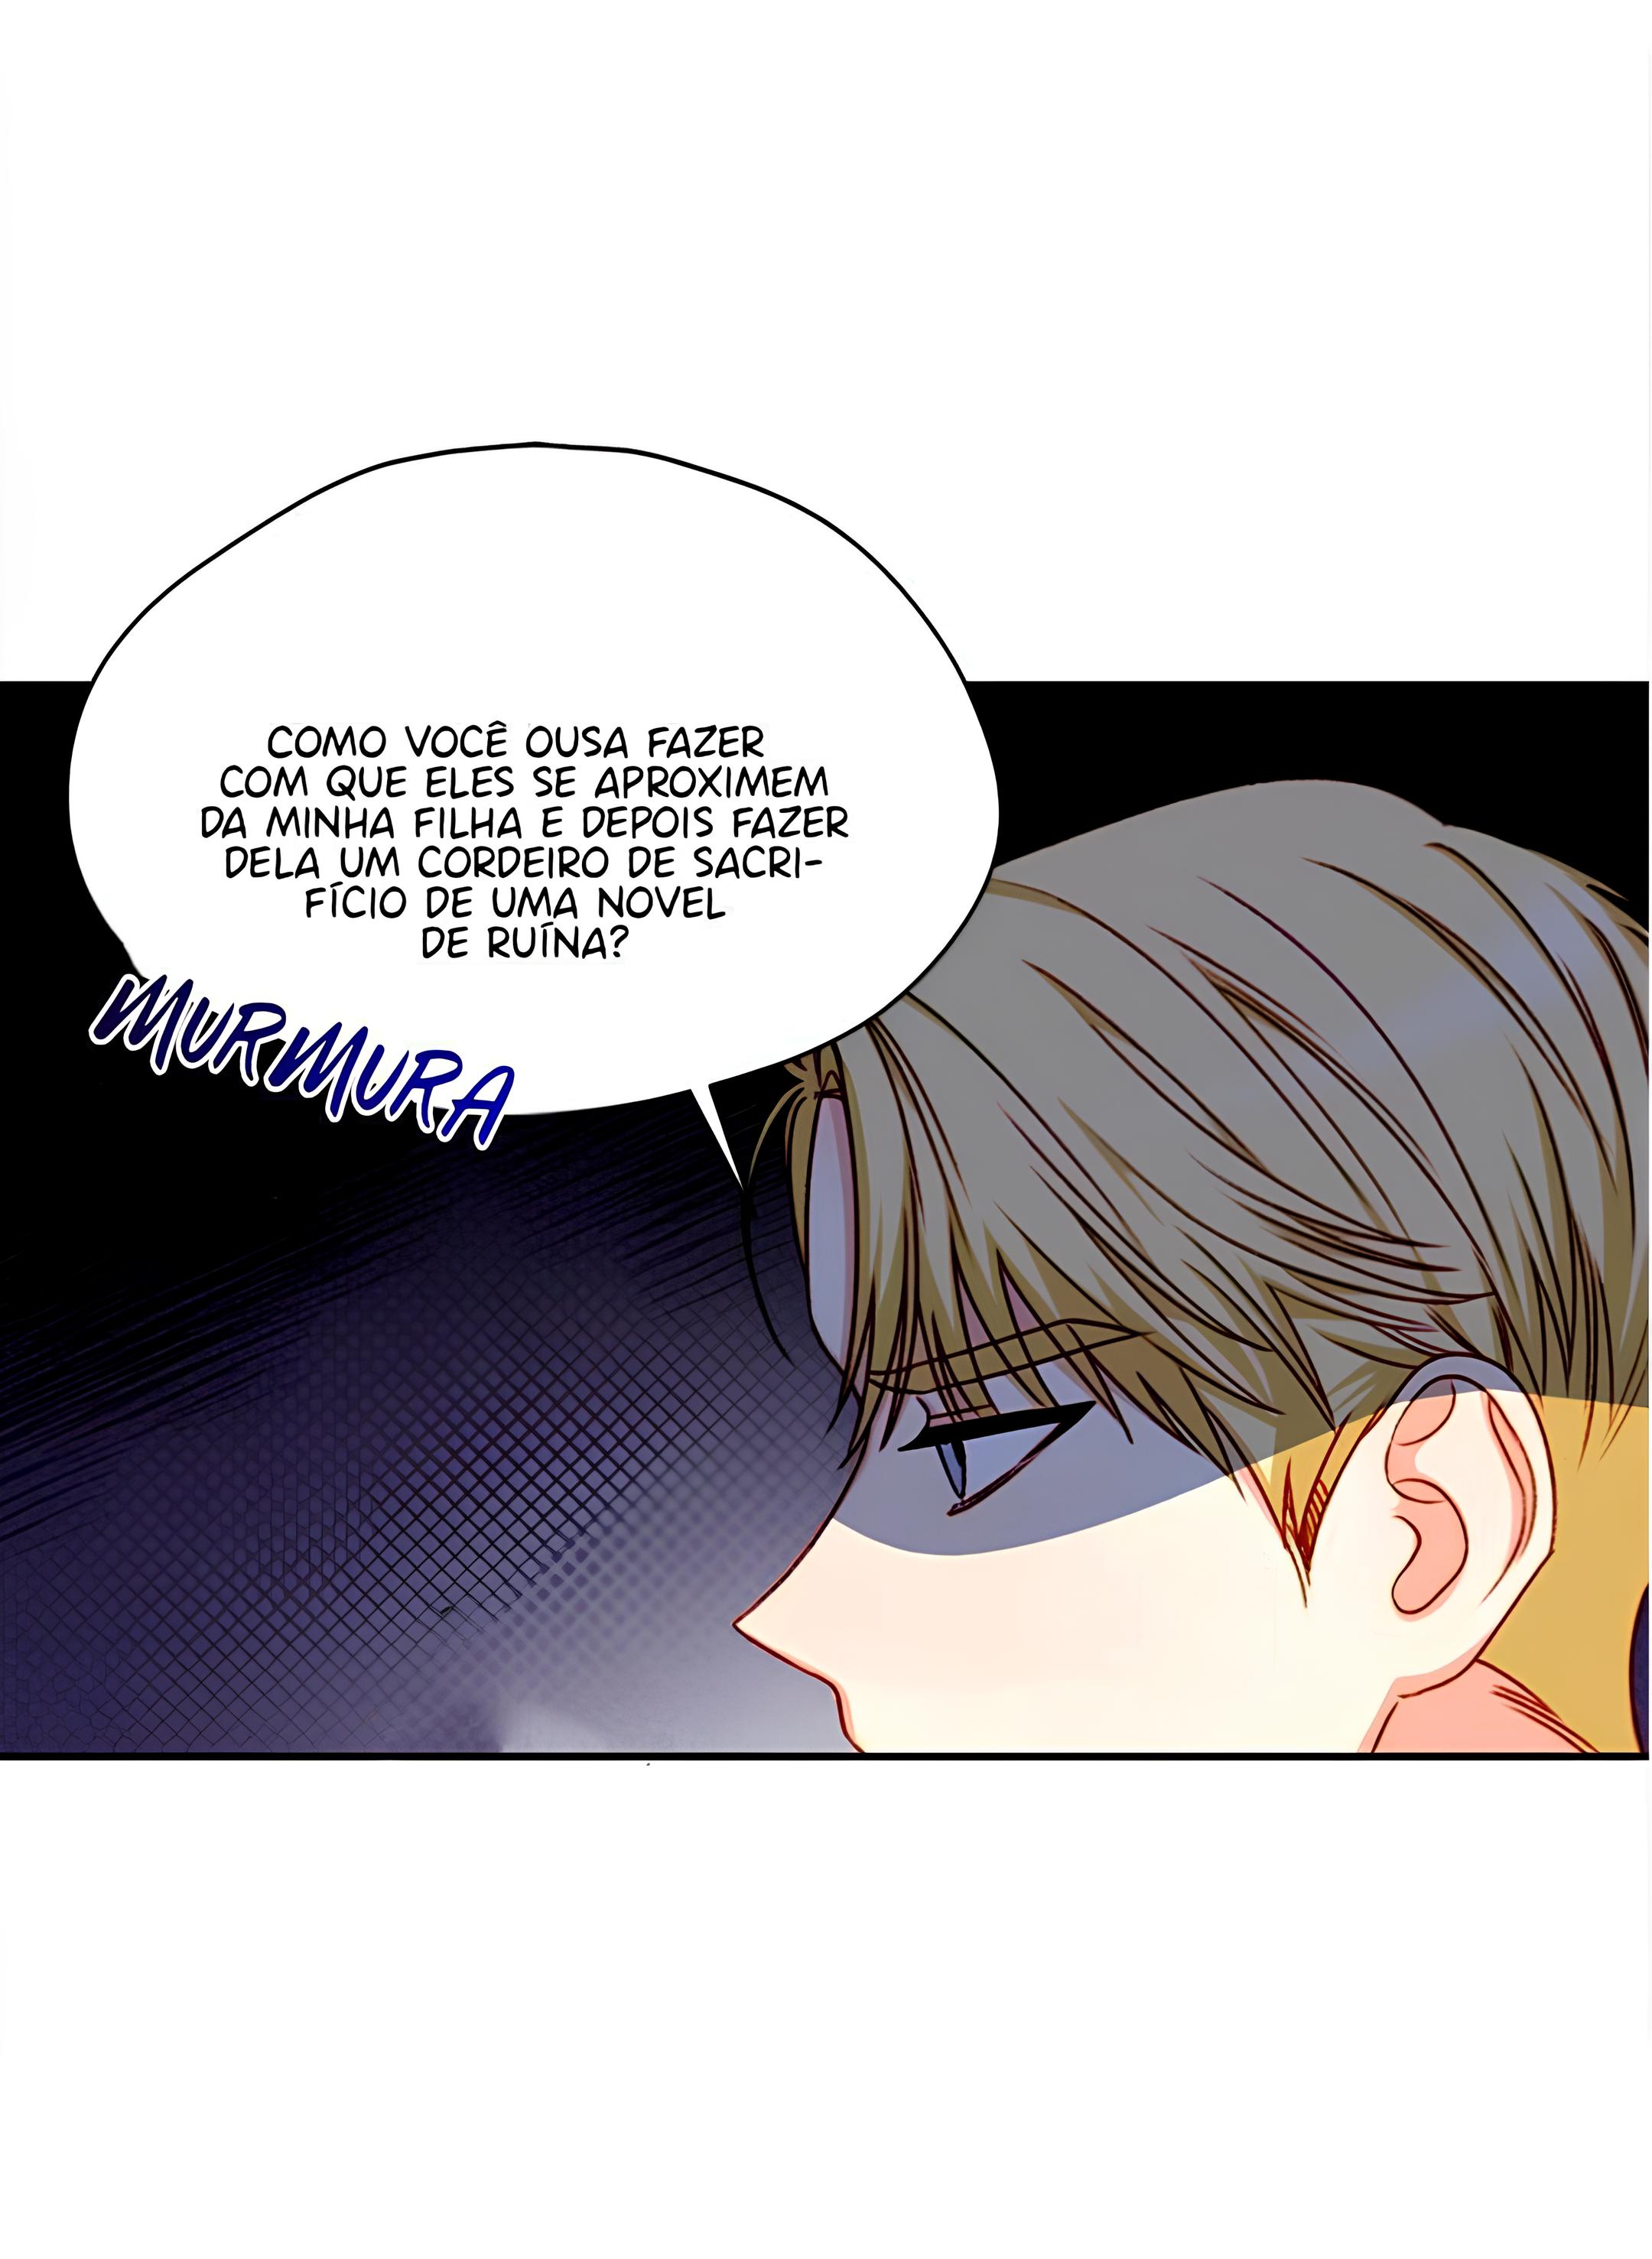 COMO VOCÊ OUSA FAZER
COM QUE ELES SE APROXIMEM
DA MINHA FILHA E DEPOIS FAZER
DELA UM CORDEIRO DE SACRI-
FÍCIO DE UMA NOVEL
DE RUÍNA?
MURMURA